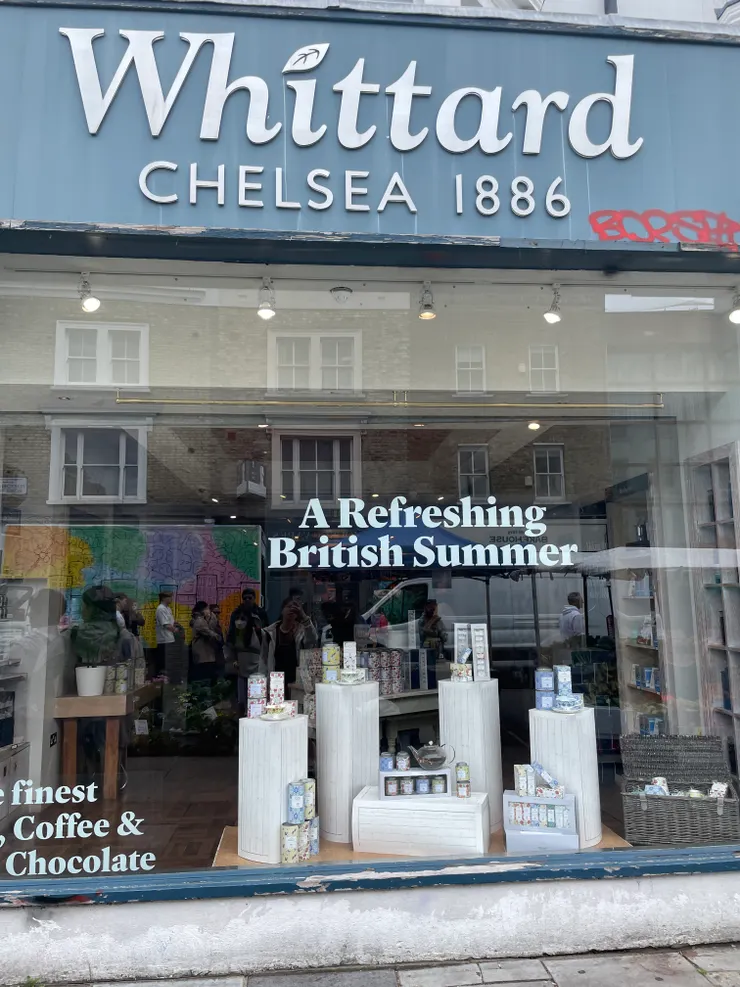 Whittard
CHELSEA 1886
A Refreshing
British Summer
finest
, Coffee &
Chocolate